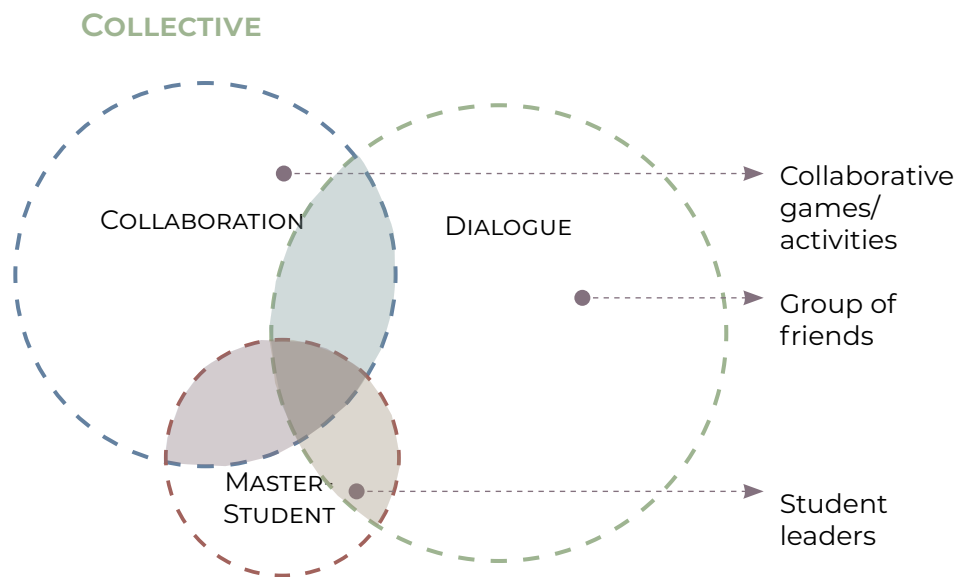 COLLECTIVE
COLLABORATION
DIALOGUE
MASTER-
STUDENT
Collaborative
games/
activities
Group of
friends
Student
leaders